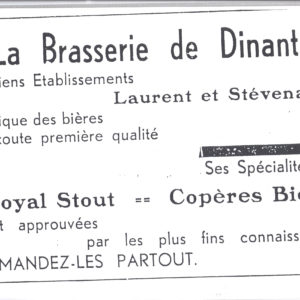 La Brasserie de Dinant
iens Etablissements
Laurent et Stévena
ique des bières
toute première qualité
Ses Spécialité
oyal Stout == Copères Bi
t approuvées
par les plus fins connaiss
MANDEZ-LES PARTOUT.